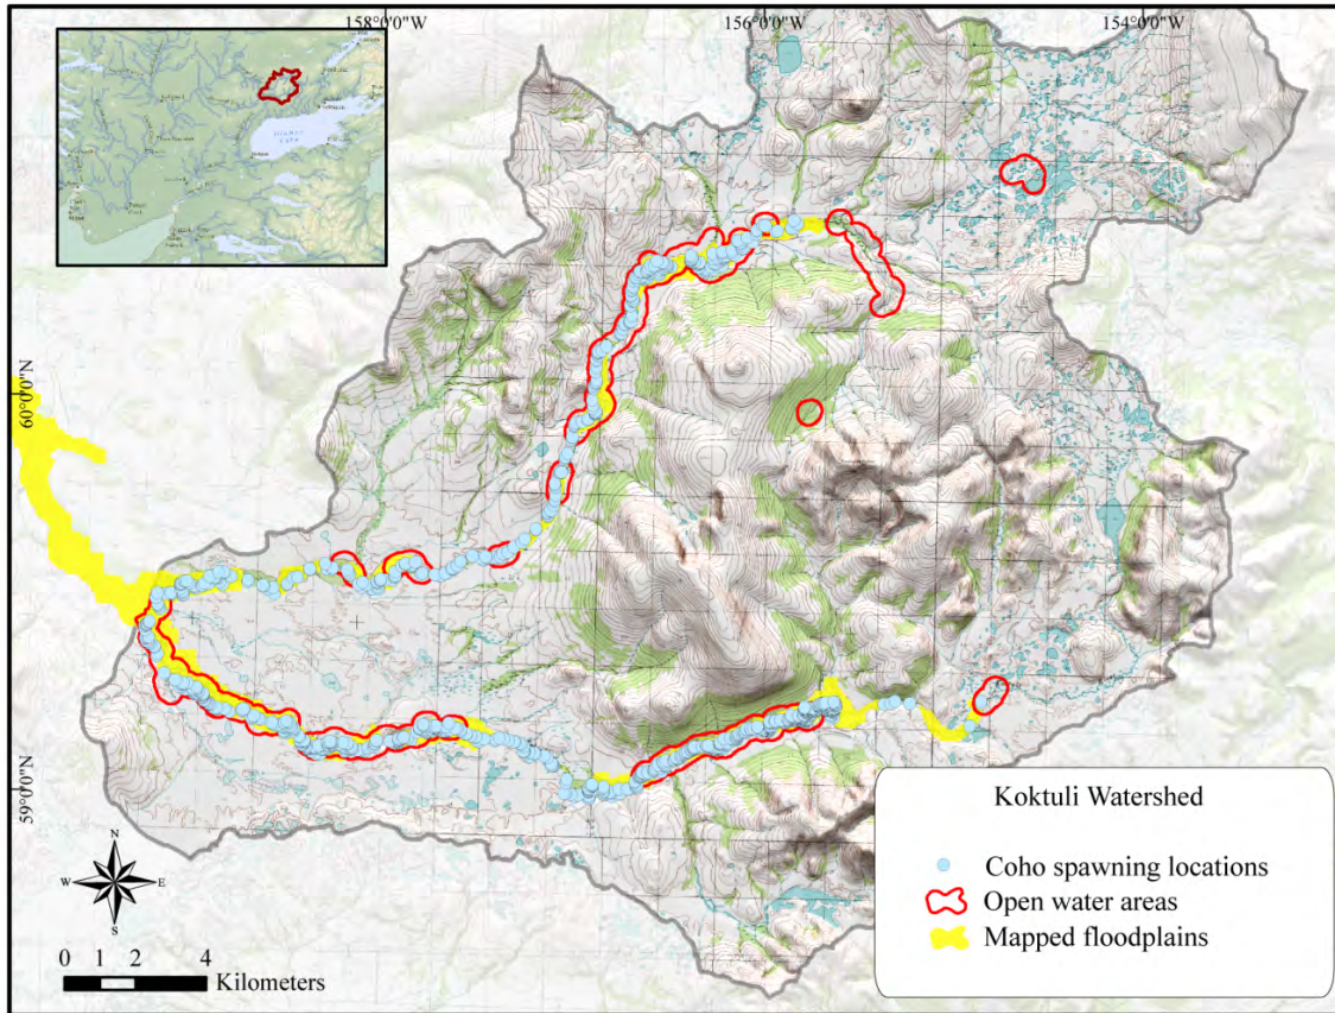 158°0'0"W
156°0'0"W
154°0'0"W
60°0'0"N
59°0'0"N
Koktuli Watershed
Coho spawning locations
Open water areas
Mapped floodplains
N
W
E
S
0 1 2 4
Kilometers